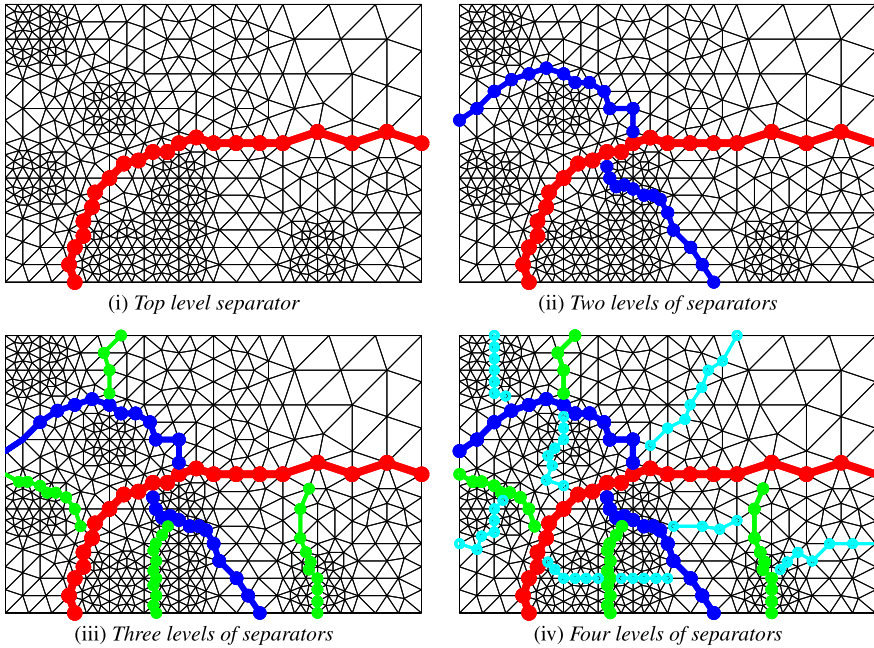 (i) Top level separator
(ii) Two levels of separators
(iii) Three levels of separators
(iv) Four levels of separators